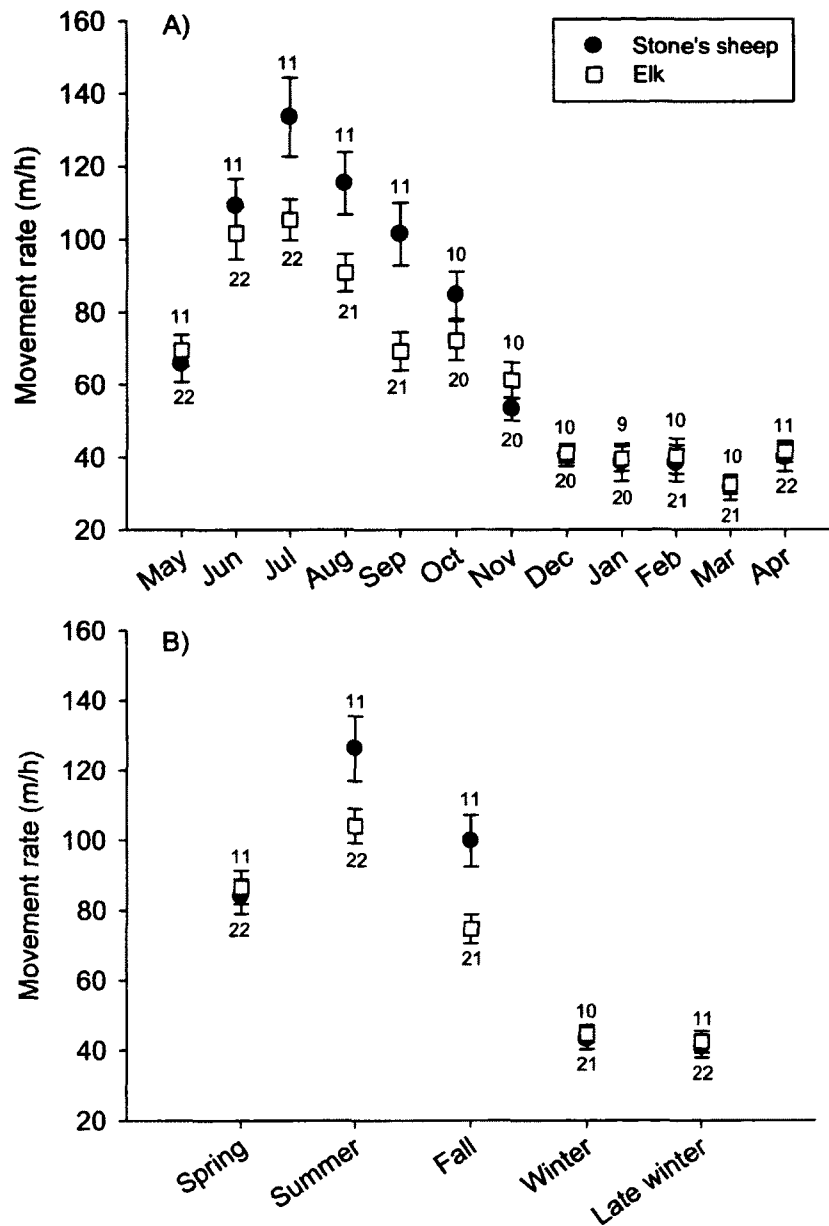 A)
Stone's sheep
Elk
Movement rate (m/h)
160
140
120
100
80
60
40
20
11 11 11 11 11 11 10 10 10 9 10 10 11
22 22 22 21 21 20 20 20 20 21 21 22
May Jun Jul Aug Sep Oct Nov Dec Jan Feb Mar Apr
B)
Movement rate (m/h)
160
140
120
100
80
60
40
20
11 11 11 10 11
22 22 21 21 22
Spring Summer Fall Winter Late winter